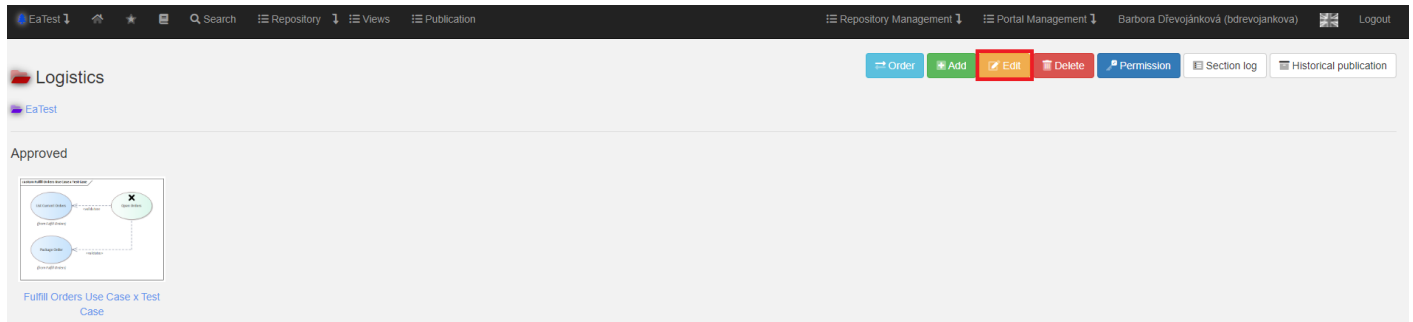 EaTest Search Repository Views Publication Repository Management Portal Management Barbora Dřevojánková (bdrevojankova) Logout
Logistics Order Add Edit Delete Permission Section log Historical publication
EaTest
Approved
Fulfill Orders Use Case x Test
Case